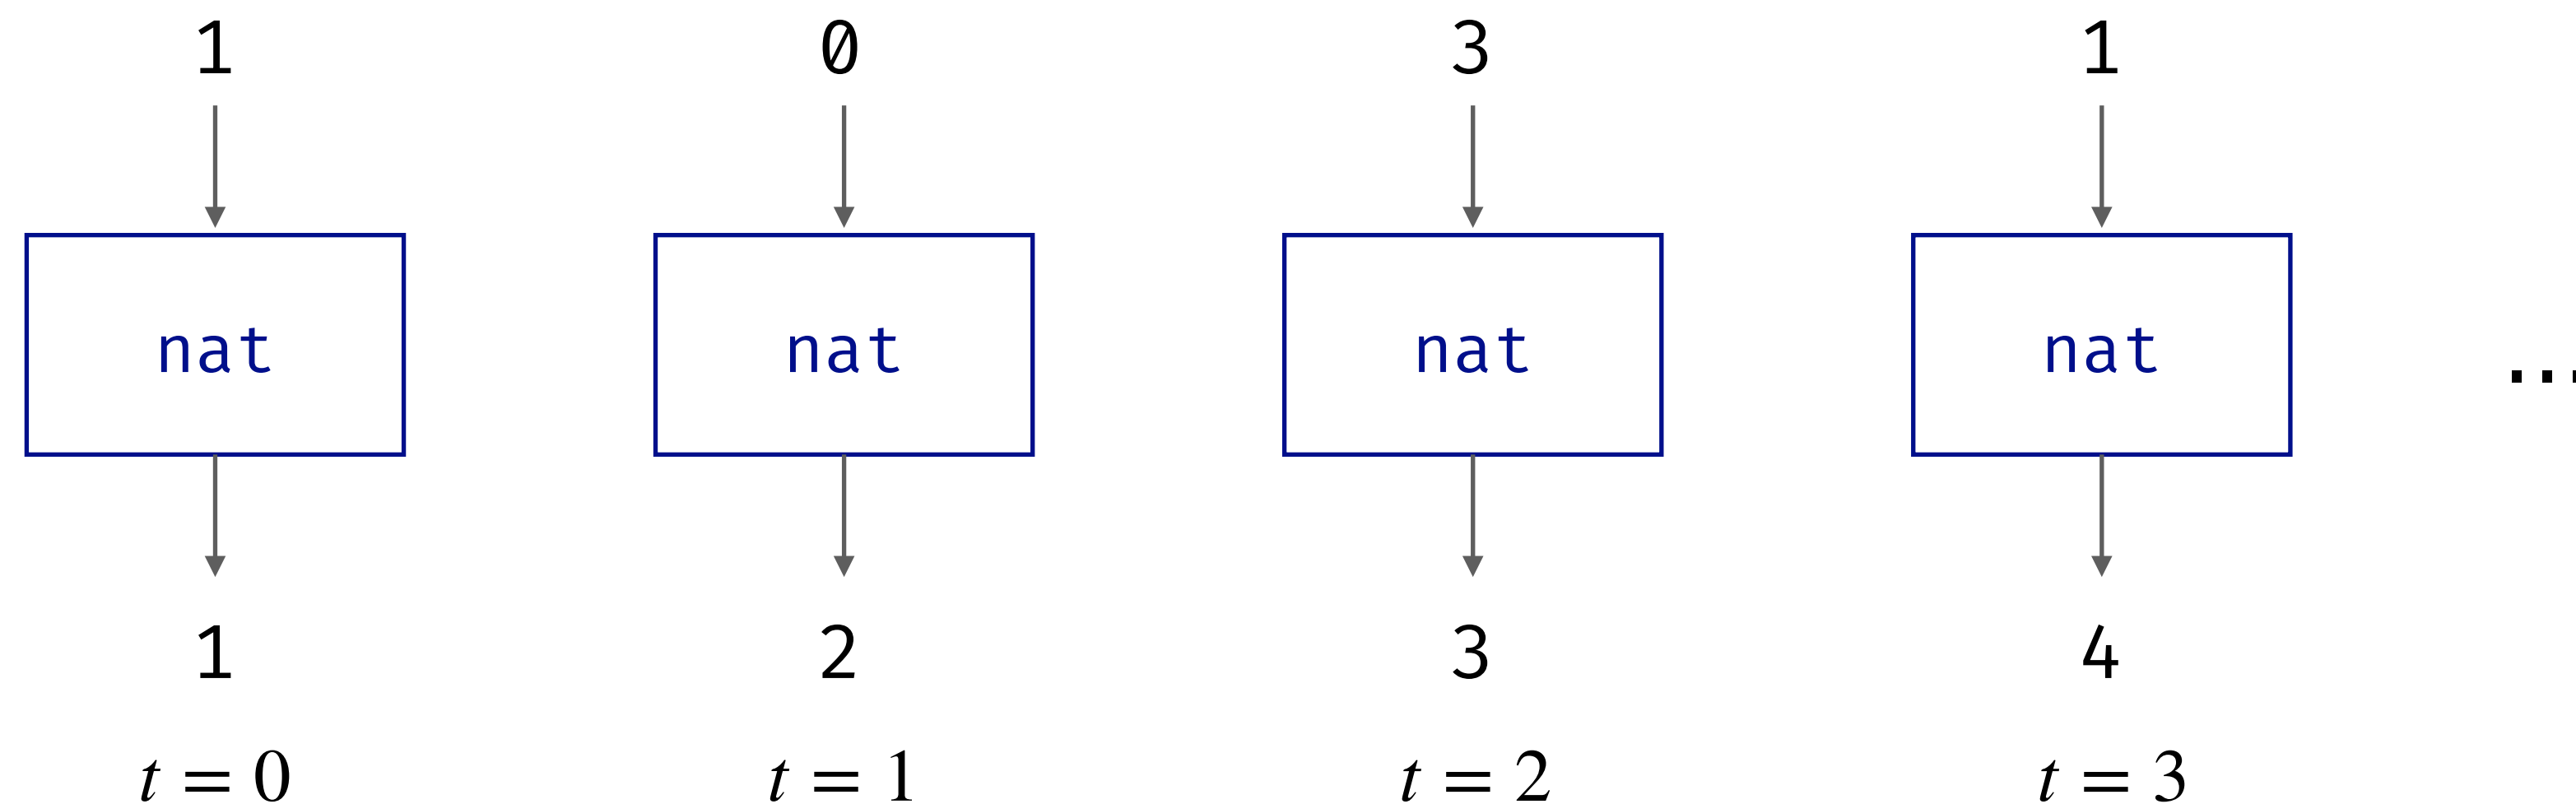 1 0 3 1
nat nat nat nat ...
1 2 3 4
t = 0 t = 1 t = 2 t = 3